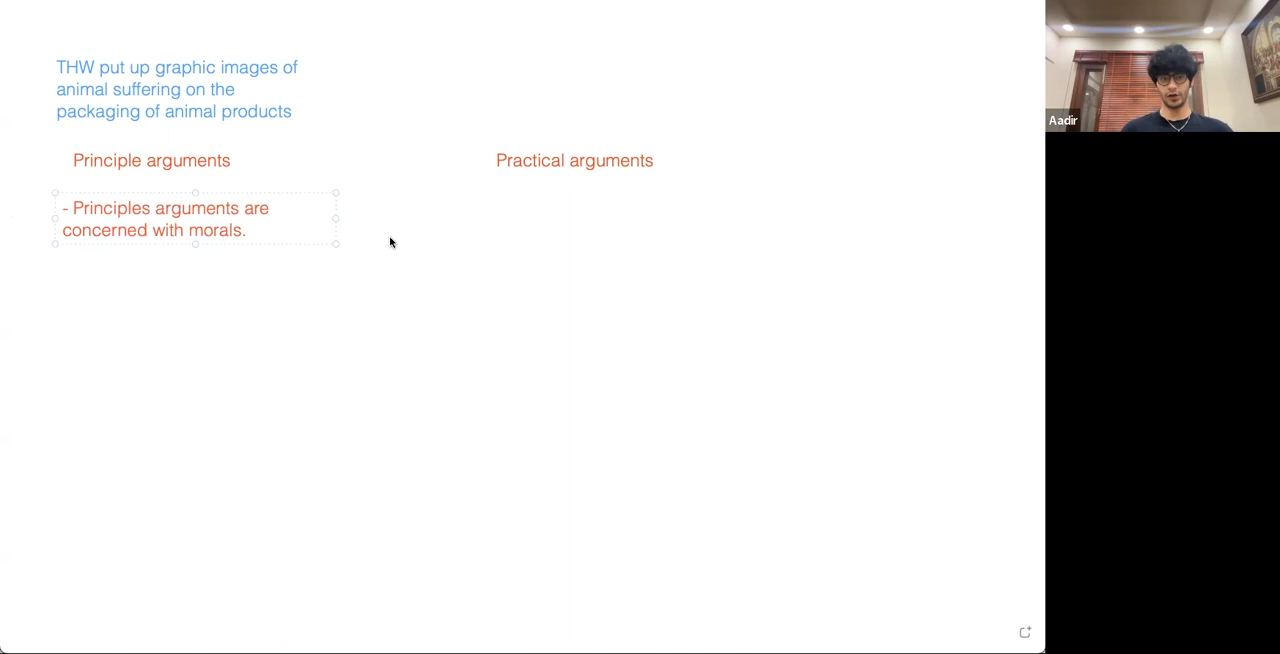 THW put up graphic images of
animal suffering on the
packaging of animal products
Principle arguments
Practical arguments
- Principles arguments are
concerned with morals.
Aadir